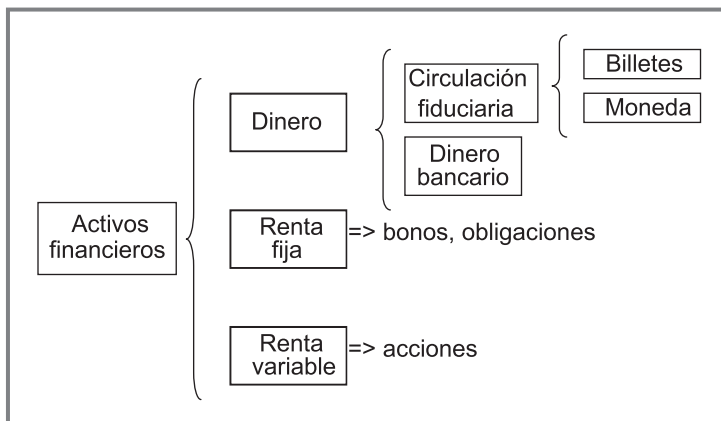 Activos
financieros
Dinero
Circulación
fiduciaria
Billetes
Moneda
Dinero
bancario
Renta
fija
=> bonos, obligaciones
Renta
variable
=> acciones